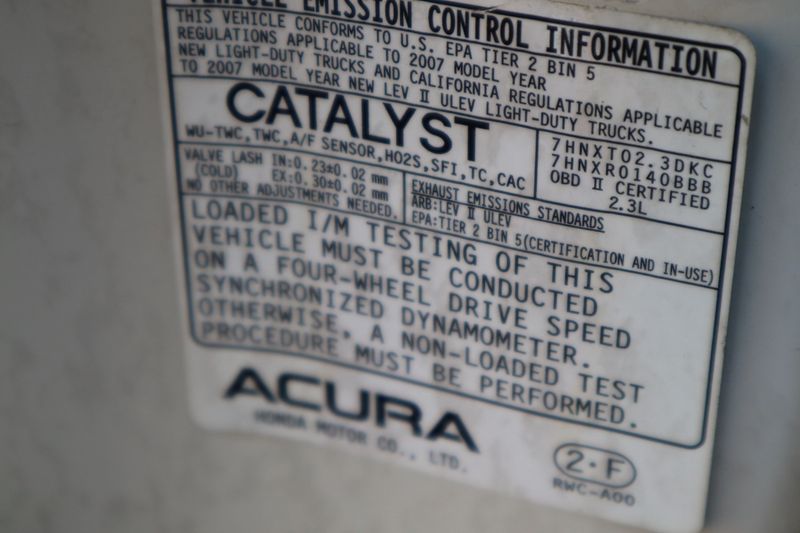 VEHICLE EMISSION CONTROL INFORMATION
THIS VEHICLE CONFORMS TO U.S. EPA TIER 2 BIN 5
REGULATIONS APPLICABLE TO 2007 MODEL YEAR
NEW LIGHT-DUTY TRUCKS AND CALIFORNIA REGULATIONS APPLICABLE
TO 2007 MODEL YEAR NEW LEV II ULEV LIGHT-DUTY TRUCKS.
CATALYST
WU-TWC,TWC,A/F SENSOR,HO2S,SFI,TC,CAC
7HNXT02.3DKC
7HNXR0140BBB
OBD II CERTIFIED
2.3L
VALVE LASH IN:0.23±0.02 mm
(COLD) EX:0.30±0.02 mm
NO OTHER ADJUSTMENTS NEEDED.
EXHAUST EMISSIONS STANDARDS
ARB:LEV II ULEV
EPA:TIER 2 BIN 5(CERTIFICATION AND IN-USE)
LOADED I/M TESTING OF THIS
VEHICLE MUST BE CONDUCTED
ON A FOUR-WHEEL DRIVE SPEED
SYNCHRONIZED DYNAMOMETER.
OTHERWISE, A NON-LOADED TEST
PROCEDURE MUST BE PERFORMED.
ACURA
HONDA MOTOR CO., LTD.
2·F
RWC-A00